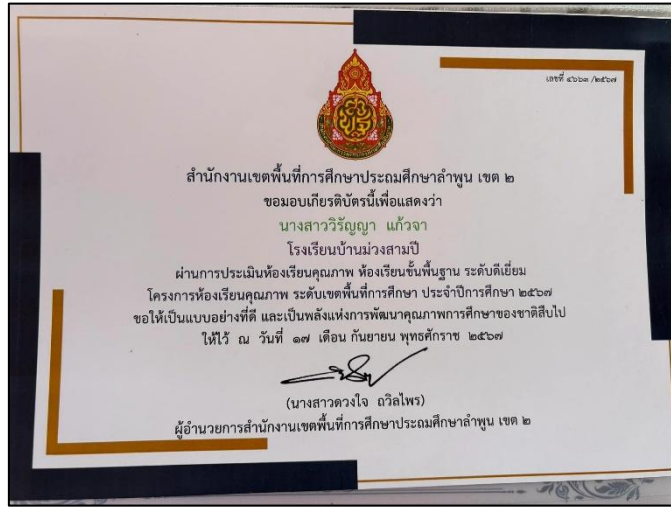 เลขที่ ๔๖๖๓ /๒๕๖๗
สำนักงานเขตพื้นที่การศึกษาประถมศึกษาลำพูน เขต ๒
ขอมอบเกียรติบัตรนี้เพื่อแสดงว่า
นางสาววิรัญญา แก้วจา
โรงเรียนบ้านม่วงสามปี
ผ่านการประเมินห้องเรียนคุณภาพ ห้องเรียนชั้นพื้นฐาน ระดับดีเยี่ยม
โครงการห้องเรียนคุณภาพ ระดับเขตพื้นที่การศึกษา ประจำปีการศึกษา ๒๕๖๗
ขอให้เป็นแบบอย่างที่ดี และเป็นพลังแห่งการพัฒนาคุณภาพการศึกษาของชาติสืบไป
ให้ไว้ ณ วันที่ ๑๗ เดือน กันยายน พุทธศักราช ๒๕๖๗
(นางสาวดวงใจ ถวิลไพร)
ผู้อำนวยการสำนักงานเขตพื้นที่การศึกษาประถมศึกษาลำพูน เขต ๒